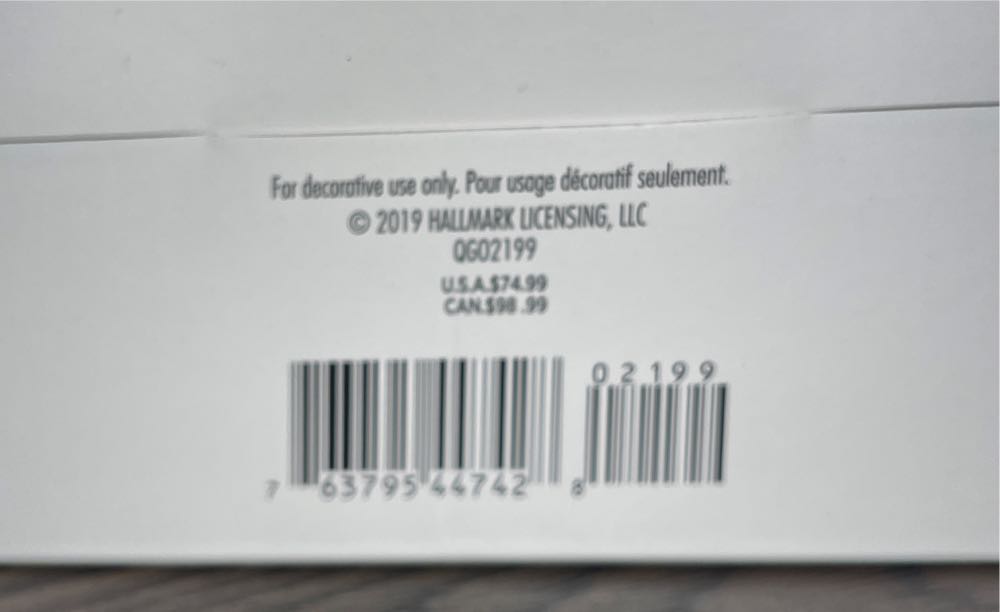 For decorative use only. Pour usage décoratif seulement.
© 2019 HALLMARK LICENSING, LLC
QGO2199
U.S.A.$74.99
CAN.$98.99
02199
7 63795 44742 8